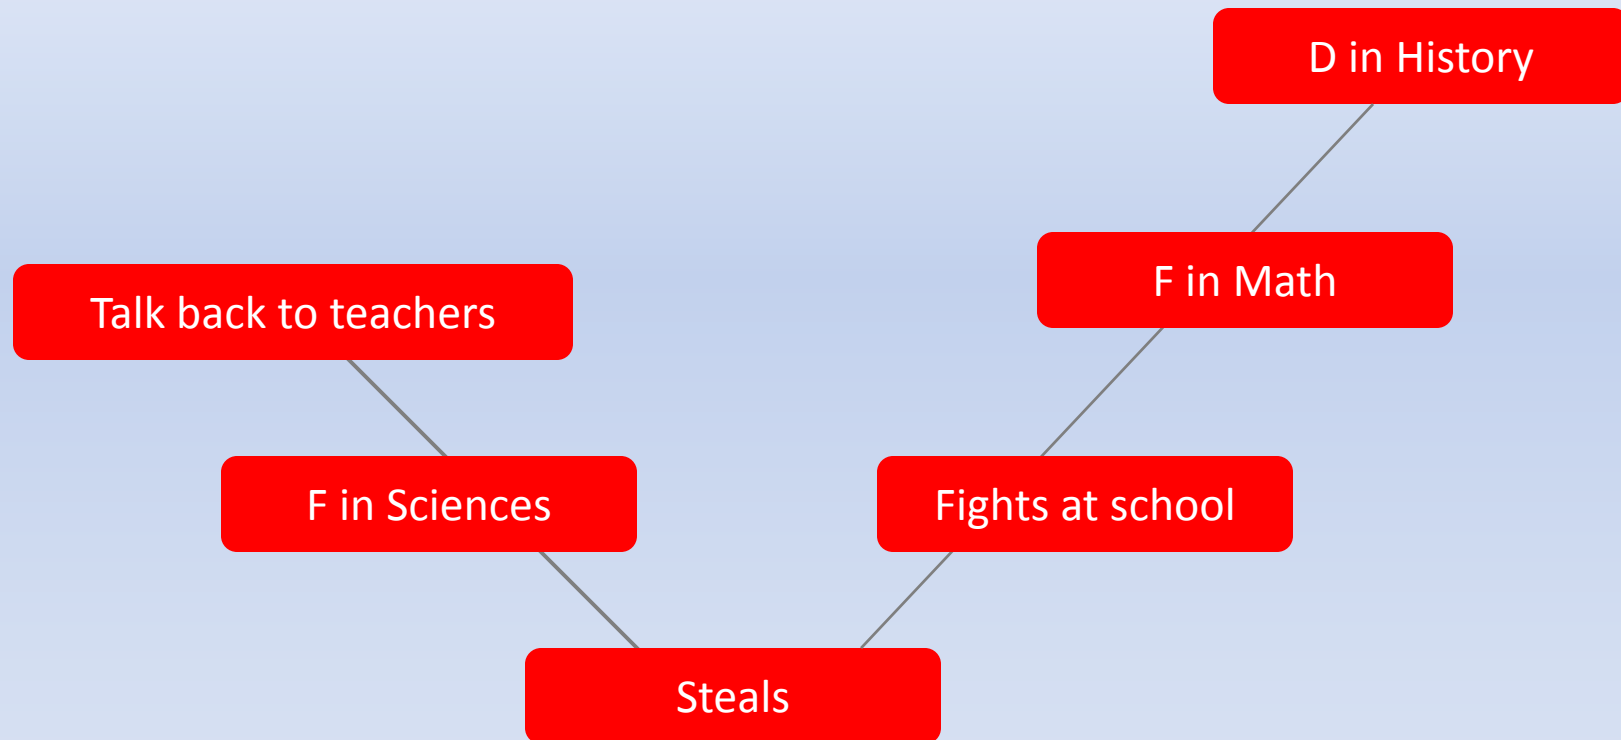 D in History
F in Math
Talk back to teachers
F in Sciences
Fights at school
Steals